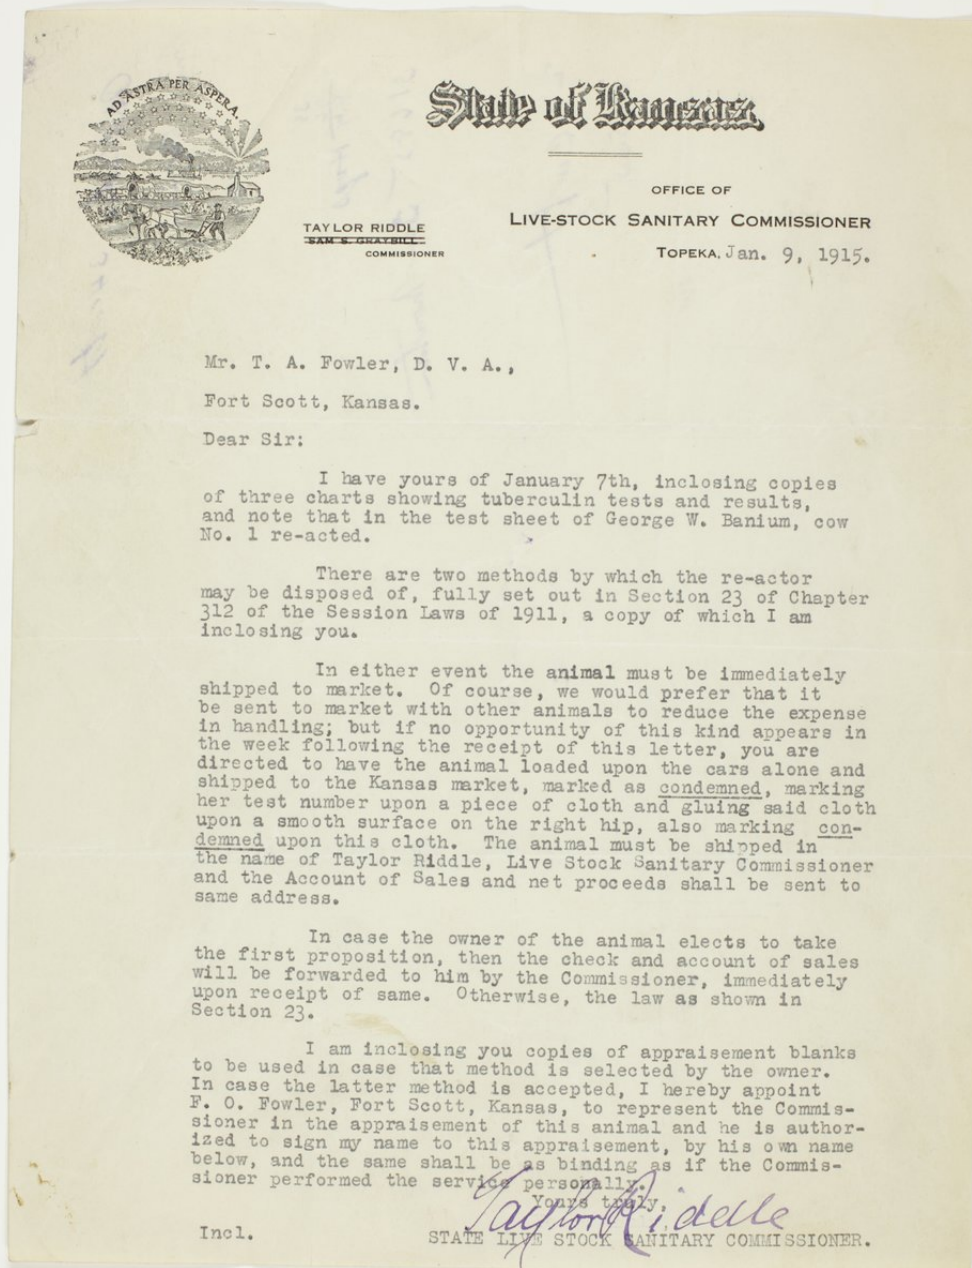 AD ASTRA PER ASPERA.
State of Kansas.
OFFICE OF
LIVE-STOCK SANITARY COMMISSIONER
TAYLOR RIDDLE
SAM S. GRAYBILL
COMMISSIONER
TOPEKA, Jan. 9, 1915.
Mr. T. A. Fowler, D. V. A.,
Fort Scott, Kansas.
Dear Sir:
I have yours of January 7th, inclosing copies
of three charts showing tuberculin tests and results,
and note that in the test sheet of George W. Banium, cow
No. 1 re-acted.
There are two methods by which the re-actor
may be disposed of, fully set out in Section 23 of Chapter
312 of the Session Laws of 1911, a copy of which I am
inclosing you.
In either event the animal must be immediately
shipped to market. Of course, we would prefer that it
be sent to market with other animals to reduce the expense
in handling; but if no opportunity of this kind appears in
the week following the receipt of this letter, you are
directed to have the animal loaded upon the cars alone and
shipped to the Kansas market, marked as condemned, marking
her test number upon a piece of cloth and gluing said cloth
upon a smooth surface on the right hip, also marking con-
demned upon this cloth. The animal must be shipped in
the name of Taylor Riddle, Live Stock Sanitary Commissioner
and the Account of Sales and net proceeds shall be sent to
same address.
In case the owner of the animal elects to take
the first proposition, then the check and account of sales
will be forwarded to him by the Commissioner, immediately
upon receipt of same. Otherwise, the law as shown in
Section 23.
I am inclosing you copies of appraisement blanks
to be used in case that method is selected by the owner.
In case the latter method is accepted, I hereby appoint
F. O. Fowler, Fort Scott, Kansas, to represent the Commis-
sioner in the appraisement of this animal and he is author-
ized to sign my name to this appraisement, by his own name
below, and the same shall be as binding as if the Commis-
sioner performed the service personally.
Yours truly,
Taylor Riddle
Incl. STATE LIVE STOCK SANITARY COMMISSIONER.